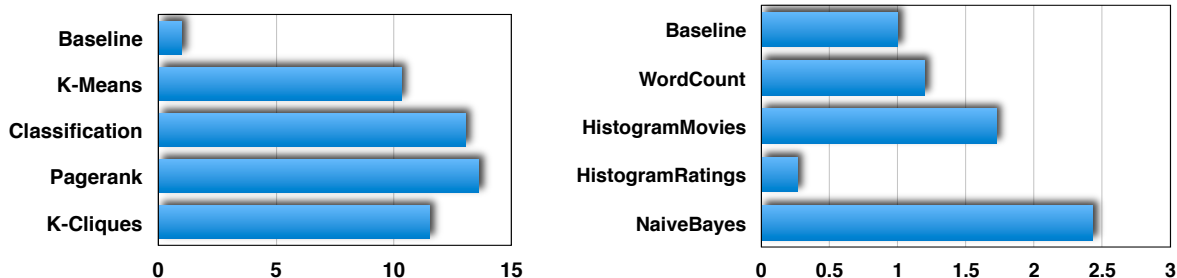 Baseline
K-Means
Classification
Pagerank
K-Cliques
0 5 10 15
Baseline
WordCount
HistogramMovies
HistogramRatings
NaiveBayes
0 0.5 1 1.5 2 2.5 3